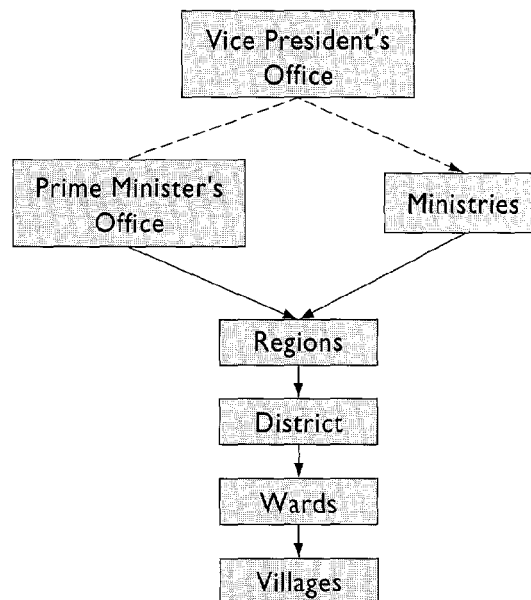 Vice President's
Office
Prime Minister's
Office
Ministries
Regions
District
Wards
Villages